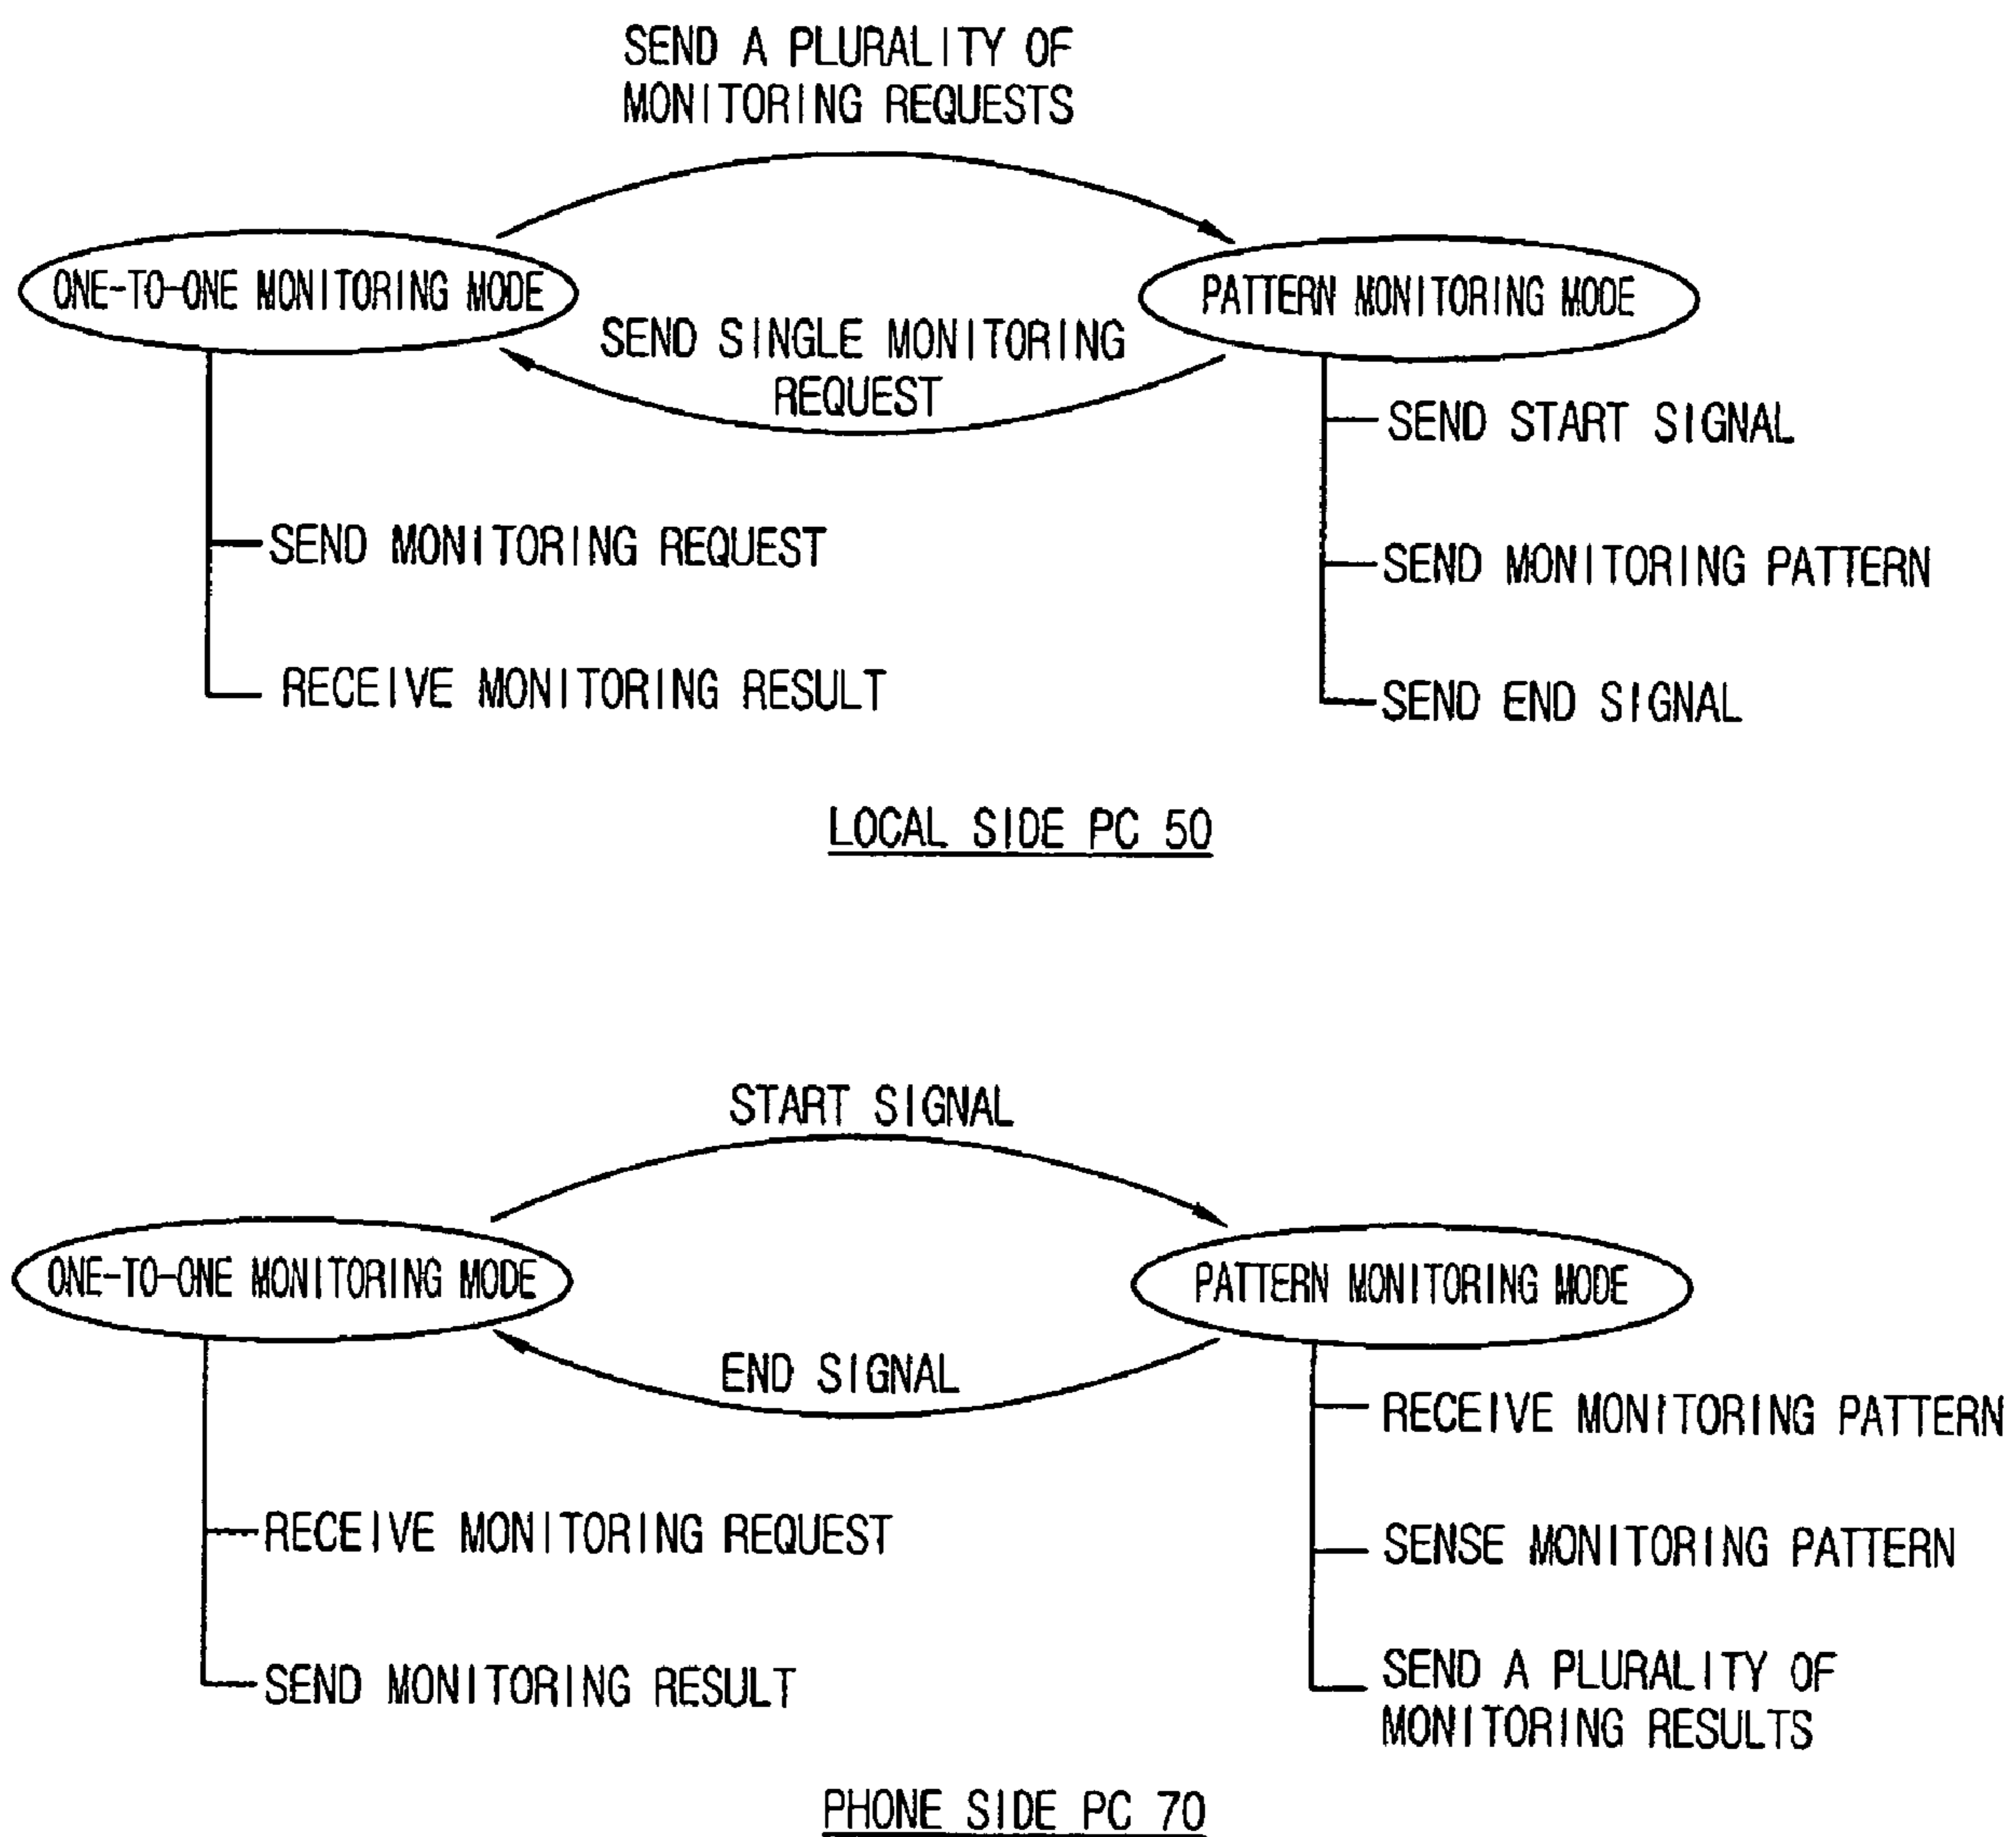 SEND A PLURALITY OF
MONITORING REQUESTS
ONE-TO-ONE MONITORING MODE
PATTERN MONITORING MODE
SEND SINGLE MONITORING
REQUEST
SEND START SIGNAL
SEND MONITORING REQUEST
SEND MONITORING PATTERN
RECEIVE MONITORING RESULT
SEND END SIGNAL
LOCAL SIDE PC 50
START SIGNAL
ONE-TO-ONE MONITORING MODE
PATTERN MONITORING MODE
END SIGNAL
RECEIVE MONITORING PATTERN
RECEIVE MONITORING REQUEST
SENSE MONITORING PATTERN
SEND MONITORING RESULT
SEND A PLURALITY OF
MONITORING RESULTS
PHONE SIDE PC 70